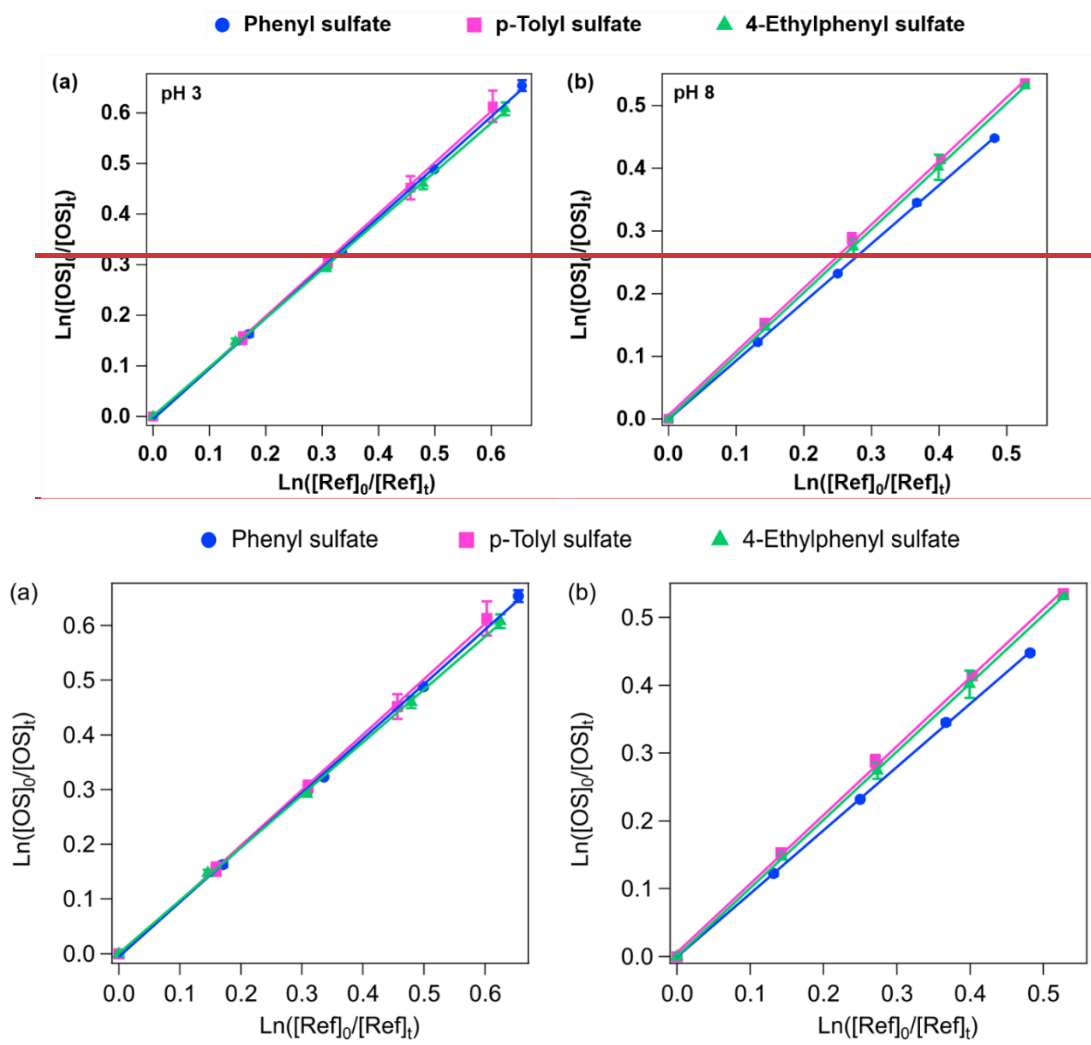 Phenyl sulfate p-Tolyl sulfate 4-Ethylphenyl sulfate
(a) pH 3
Ln([OS]0/[OS]t)
0.6
0.4
0.3
0.2
0.1
0.0
0.0 0.1 0.2 0.3 0.4 0.5 0.6
Ln([Ref]0/[Ref]t)
(b) pH 8
Ln([OS]0/[OS]t)
0.5
0.4
0.3
0.2
0.1
0.0
0.0 0.1 0.2 0.3 0.4 0.5
Ln([Ref]0/[Ref]t)
Phenyl sulfate p-Tolyl sulfate 4-Ethylphenyl sulfate
(a)
Ln([OS]0/[OS]t)
0.6
0.5
0.4
0.3
0.2
0.1
0.0
0.0 0.1 0.2 0.3 0.4 0.5 0.6
Ln([Ref]0/[Ref]t)
(b)
Ln([OS]0/[OS]t)
0.5
0.4
0.3
0.2
0.1
0.0
0.0 0.1 0.2 0.3 0.4 0.5
Ln([Ref]0/[Ref]t)